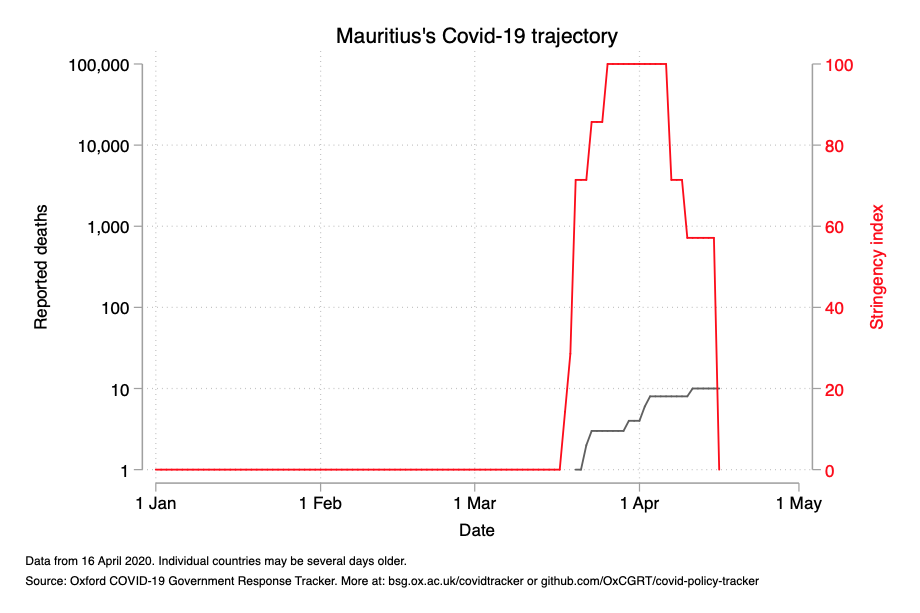 Mauritius's Covid-19 trajectory
100,000
10,000
1,000
100
10
1
Reported deaths
100
80
60
40
20
0
Stringency index
1 Jan
1 Feb
1 Mar
1 Apr
1 May
Date
Data from 16 April 2020. Individual countries may be several days older.
Source: Oxford COVID-19 Government Response Tracker. More at: bsg.ox.ac.uk/covidtracker or github.com/OxCGRT/covid-policy-tracker